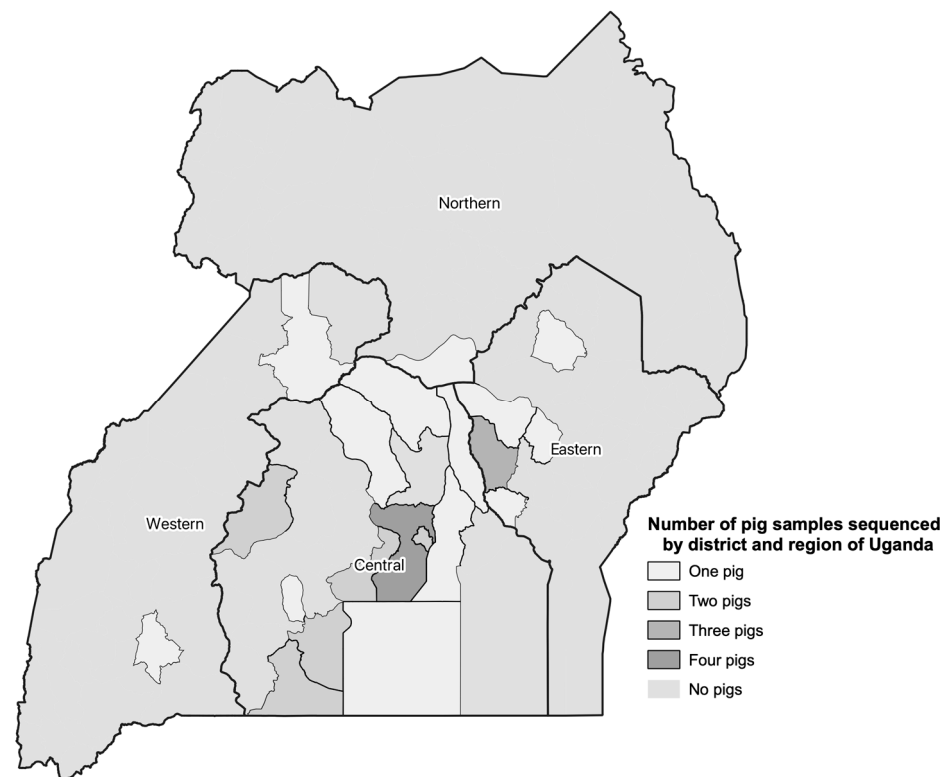 Northern
Eastern
Western
Central
Number of pig samples sequenced
by district and region of Uganda
One pig
Two pigs
Three pigs
Four pigs
No pigs